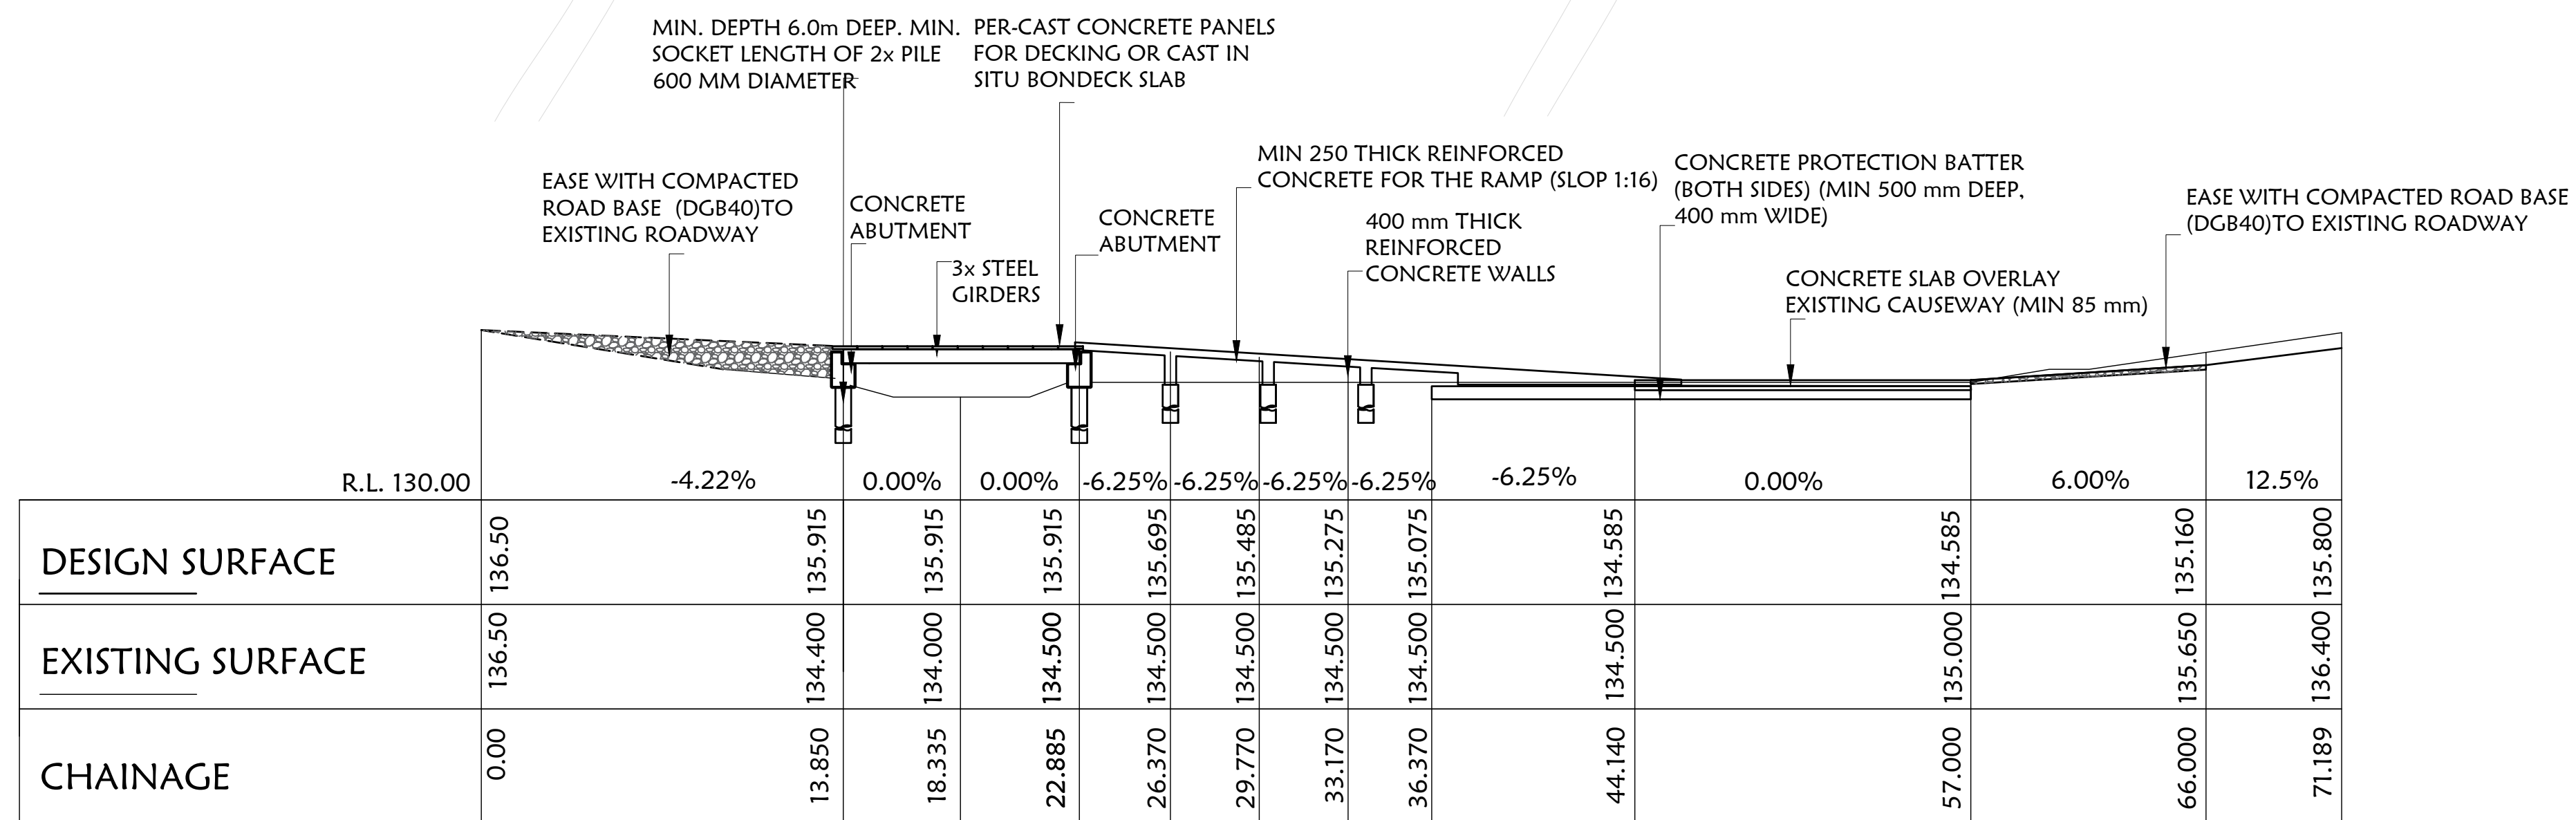 MIN. DEPTH 6.0m DEEP. MIN.
SOCKET LENGTH OF 2x PILE
600 MM DIAMETER
PER-CAST CONCRETE PANELS
FOR DECKING OR CAST IN
SITU BONDECK SLAB
EASE WITH COMPACTED
ROAD BASE (DGB40)TO
EXISTING ROADWAY
CONCRETE
ABUTMENT
3x STEEL
GIRDERS
CONCRETE
ABUTMENT
MIN 250 THICK REINFORCED
CONCRETE FOR THE RAMP (SLOP 1:16)
400 mm THICK
REINFORCED
CONCRETE WALLS
CONCRETE PROTECTION BATTER
(BOTH SIDES) (MIN 500 mm DEEP,
400 mm WIDE)
CONCRETE SLAB OVERLAY
EXISTING CAUSEWAY (MIN 85 mm)
EASE WITH COMPACTED ROAD BASE
(DGB40)TO EXISTING ROADWAY
R.L. 130.00 -4.22% 0.00% 0.00% -6.25% -6.25% -6.25% -6.25% -6.25% 0.00% 6.00% 12.5%
DESIGN SURFACE 136.50 135.915 135.915 135.915 135.695 135.485 135.275 135.075 134.585 134.585 135.160 135.800
EXISTING SURFACE 136.50 134.400 134.000 134.500 134.500 134.500 134.500 134.500 134.500 135.000 135.650 136.400
CHAINAGE 0.00 13.850 18.335 22.885 26.370 29.770 33.170 36.370 44.140 57.000 66.000 71.189